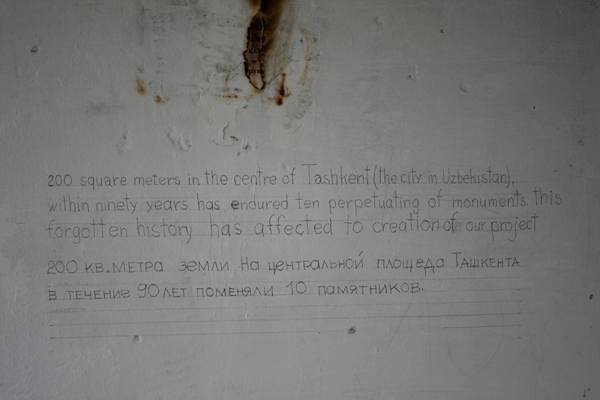 200 square meters in the centre of Tashkent (the city in Uzbekistan),
within ninety years has endured ten perpetuating of monuments this
forgotten history has affected to creation of our project
200 кв. метра земли на центральной площеда Ташкента
в течение 90 лет поменяли 10 памятников.